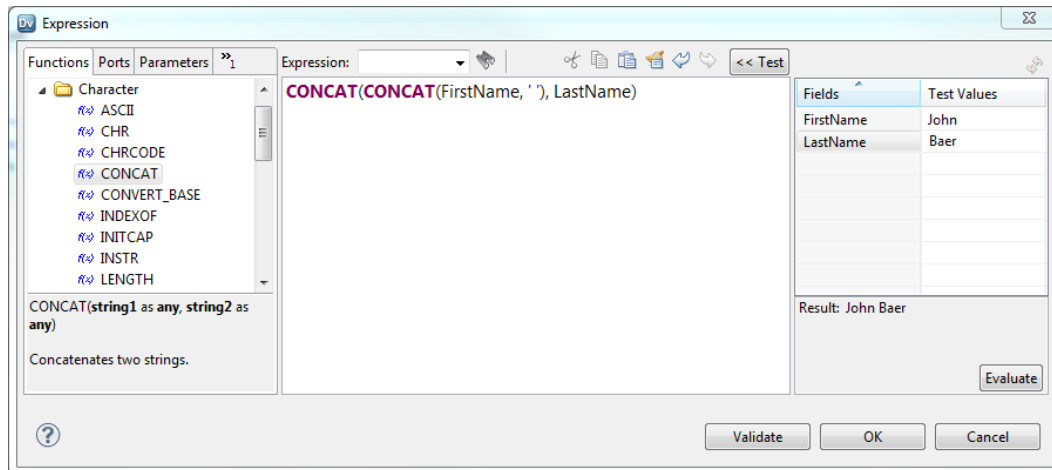 Dv Expression
Functions Ports Parameters »1
Character
f(x) ASCII
f(x) CHR
f(x) CHRCODE
f(x) CONCAT
f(x) CONVERT_BASE
f(x) INDEXOF
f(x) INITCAP
f(x) INSTR
f(x) LENGTH
CONCAT(string1 as any, string2 as
any)
Concatenates two strings.
Expression:
<< Test
CONCAT(CONCAT(FirstName, ' '), LastName)
Fields Test Values
FirstName John
LastName Baer
Result: John Baer
Evaluate
?
Validate OK Cancel